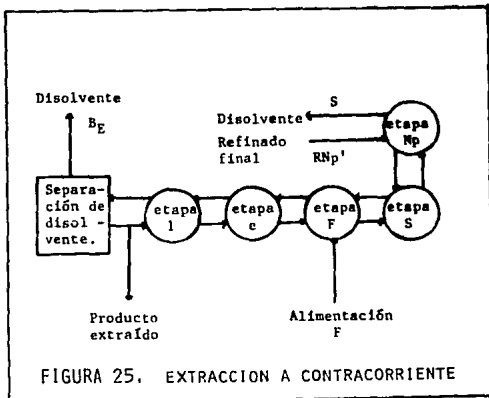 Disolvente
B_E
Disolvente
S
Refinado
final
RNp'
etapa
Np
Separa-
ción de
disol -
vente.
etapa
1
etapa
e
etapa
F
etapa
S
Producto
extraído
Alimentación
F
FIGURA 25. EXTRACCION A CONTRACORRIENTE